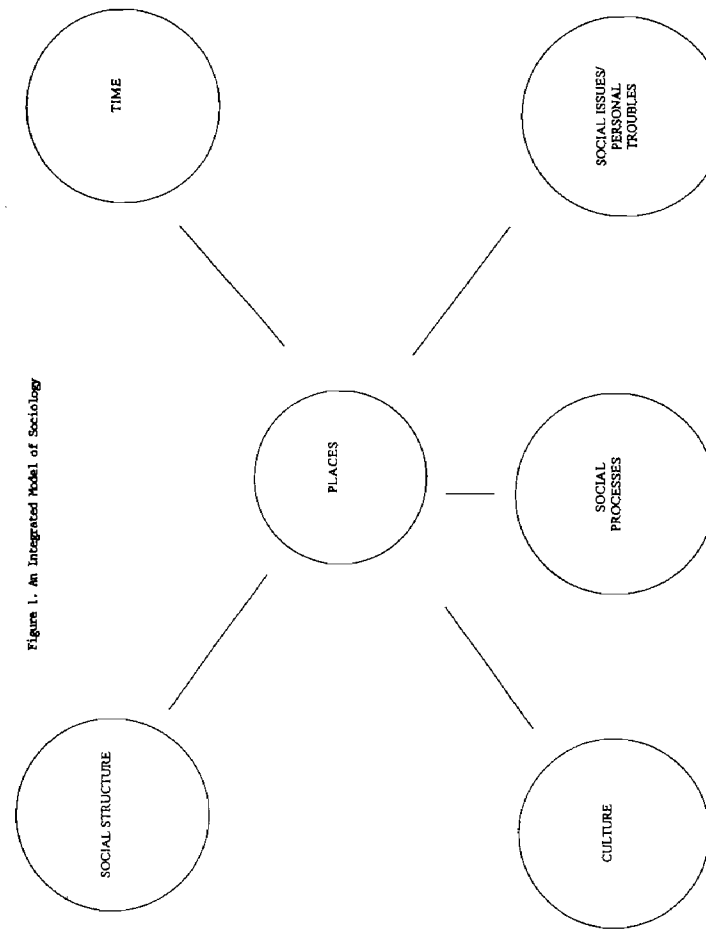 Figure 1. An Integrated Model of Sociology
SOCIAL STRUCTURE
TIME
PLACES
CULTURE
SOCIAL
PROCESSES
SOCIAL ISSUES/
PERSONAL
TROUBLES